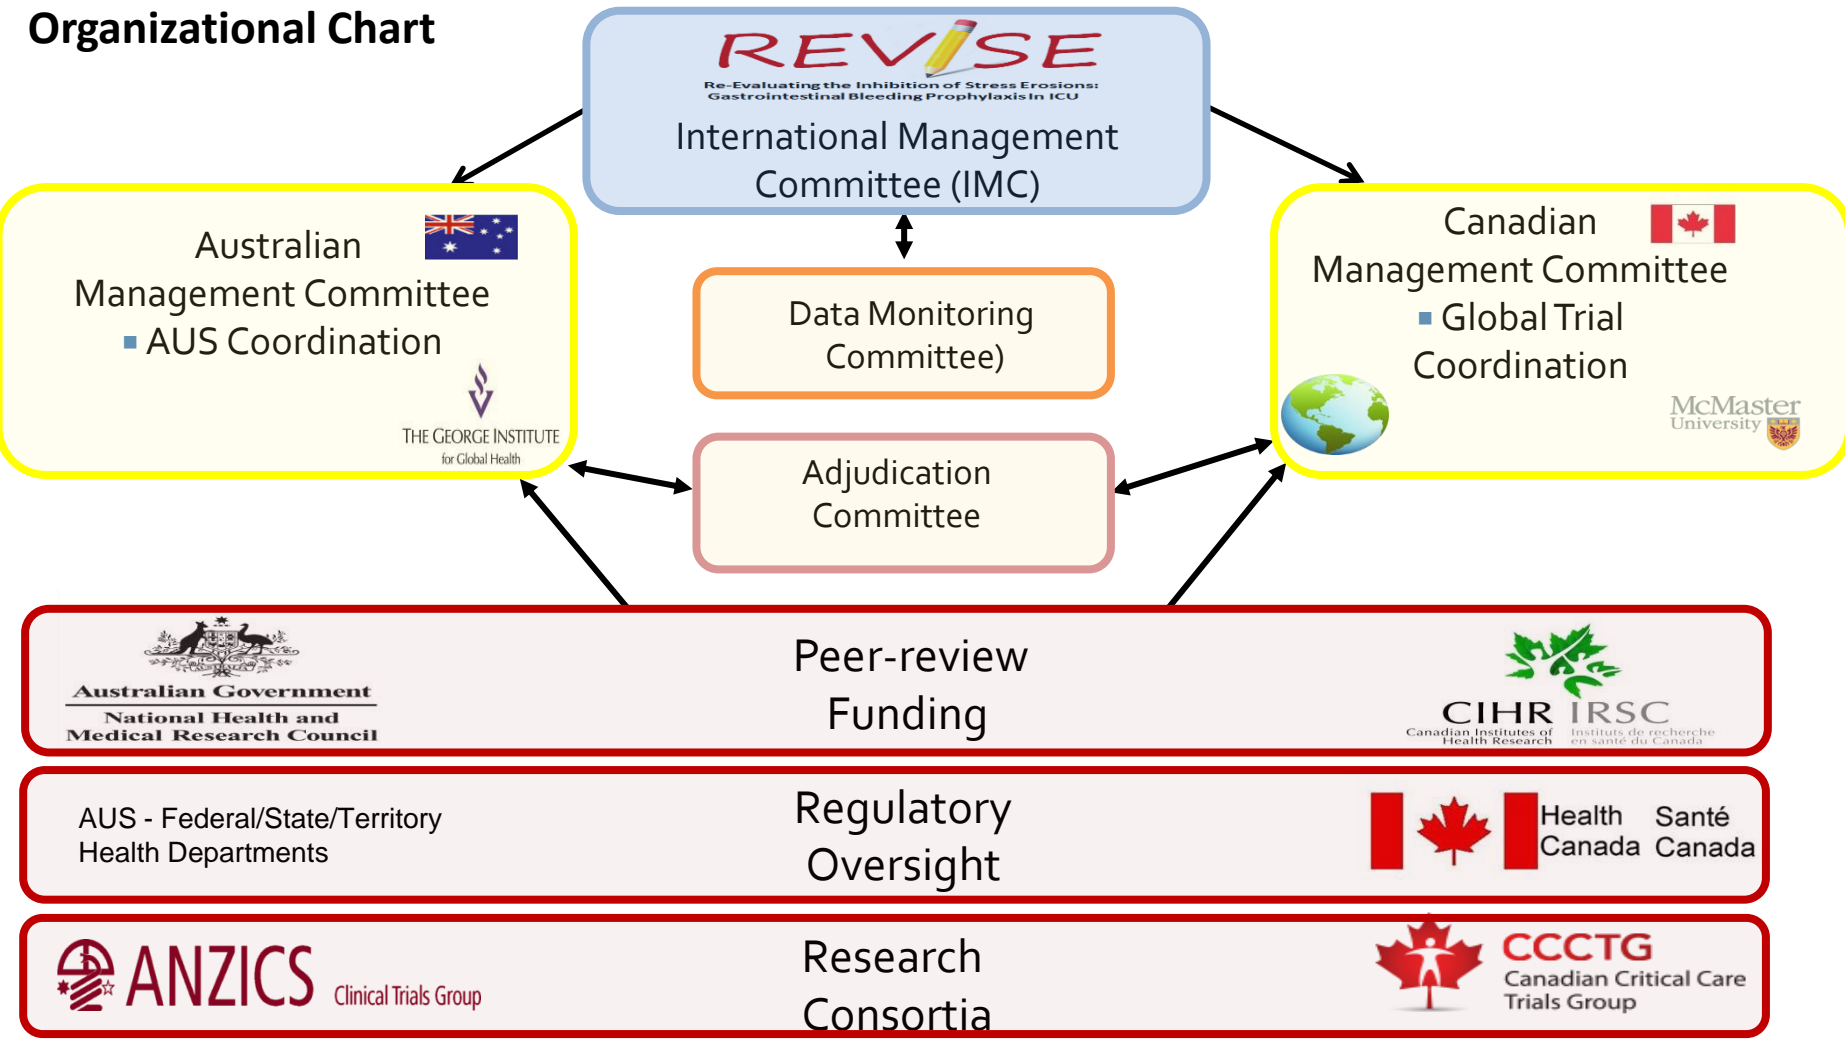 Organizational Chart
REVISE
Re-Evaluating the Inhibition of Stress Erosions:
Gastrointestinal Bleeding Prophylaxis In ICU
International Management
Committee (IMC)
Australian
Management Committee
▪ AUS Coordination
THE GEORGE INSTITUTE
for Global Health
Data Monitoring
Committee)
Canadian
Management Committee
▪ Global Trial
Coordination
McMaster
University
Adjudication
Committee
Australian Government
National Health and
Medical Research Council
Peer-review
Funding
CIHR IRSC
Canadian Institutes of Instituts de recherche
Health Research en santé du Canada
AUS - Federal/State/Territory
Health Departments
Regulatory
Oversight
Health Santé
Canada Canada
ANZICS Clinical Trials Group
Research
Consortia
CCCTG
Canadian Critical Care
Trials Group